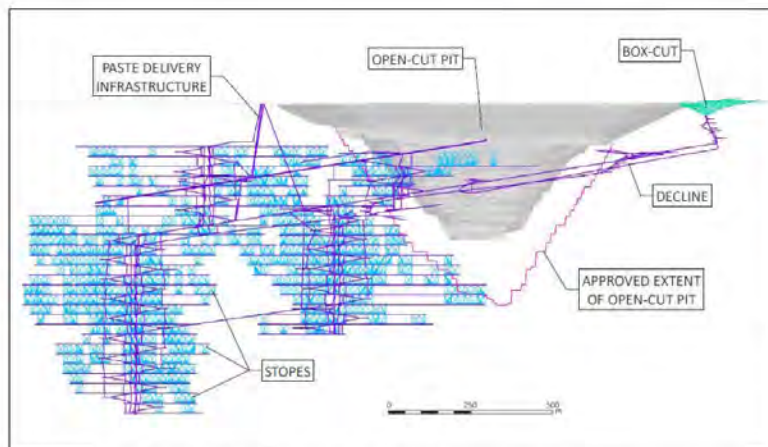 PASTE DELIVERY
INFRASTRUCTURE
OPEN-CUT PIT
BOX-CUT
DECLINE
APPROVED EXTENT
OF OPEN-CUT PIT
STOPES
0
250
500